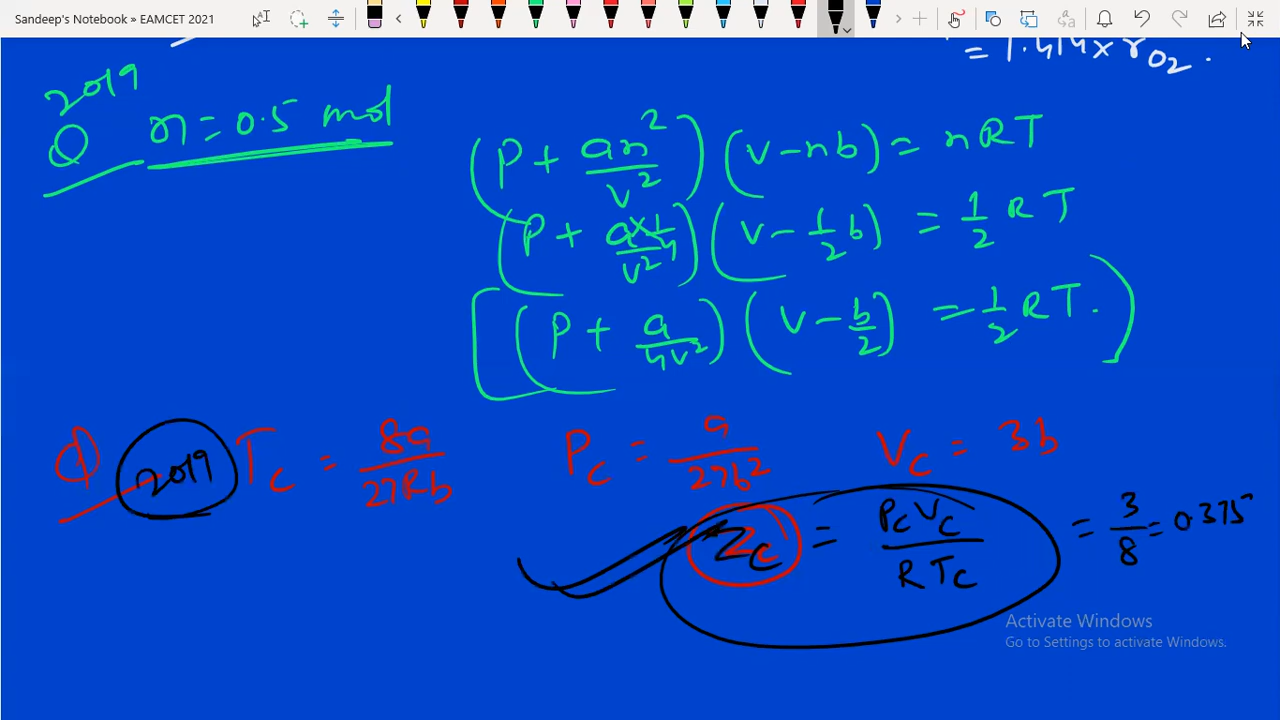 Sandeep's Notebook » EAMCET 2021
= 1.414 x r O2 .
2019
Q n = 0.5 mol
(P + an²/V²) (V - nb) = nRT
(P + a×1/4/V²) (V - 1/2 b) = 1/2 RT
[(P + a/4V²) (V - b/2) = 1/2 RT.)
Q 2019 Tc = 8a/27Rb Pc = a/27b² Vc = 3b
Zc = PcVc/RTc = 3/8 = 0.375
Activate Windows
Go to Settings to activate Windows.